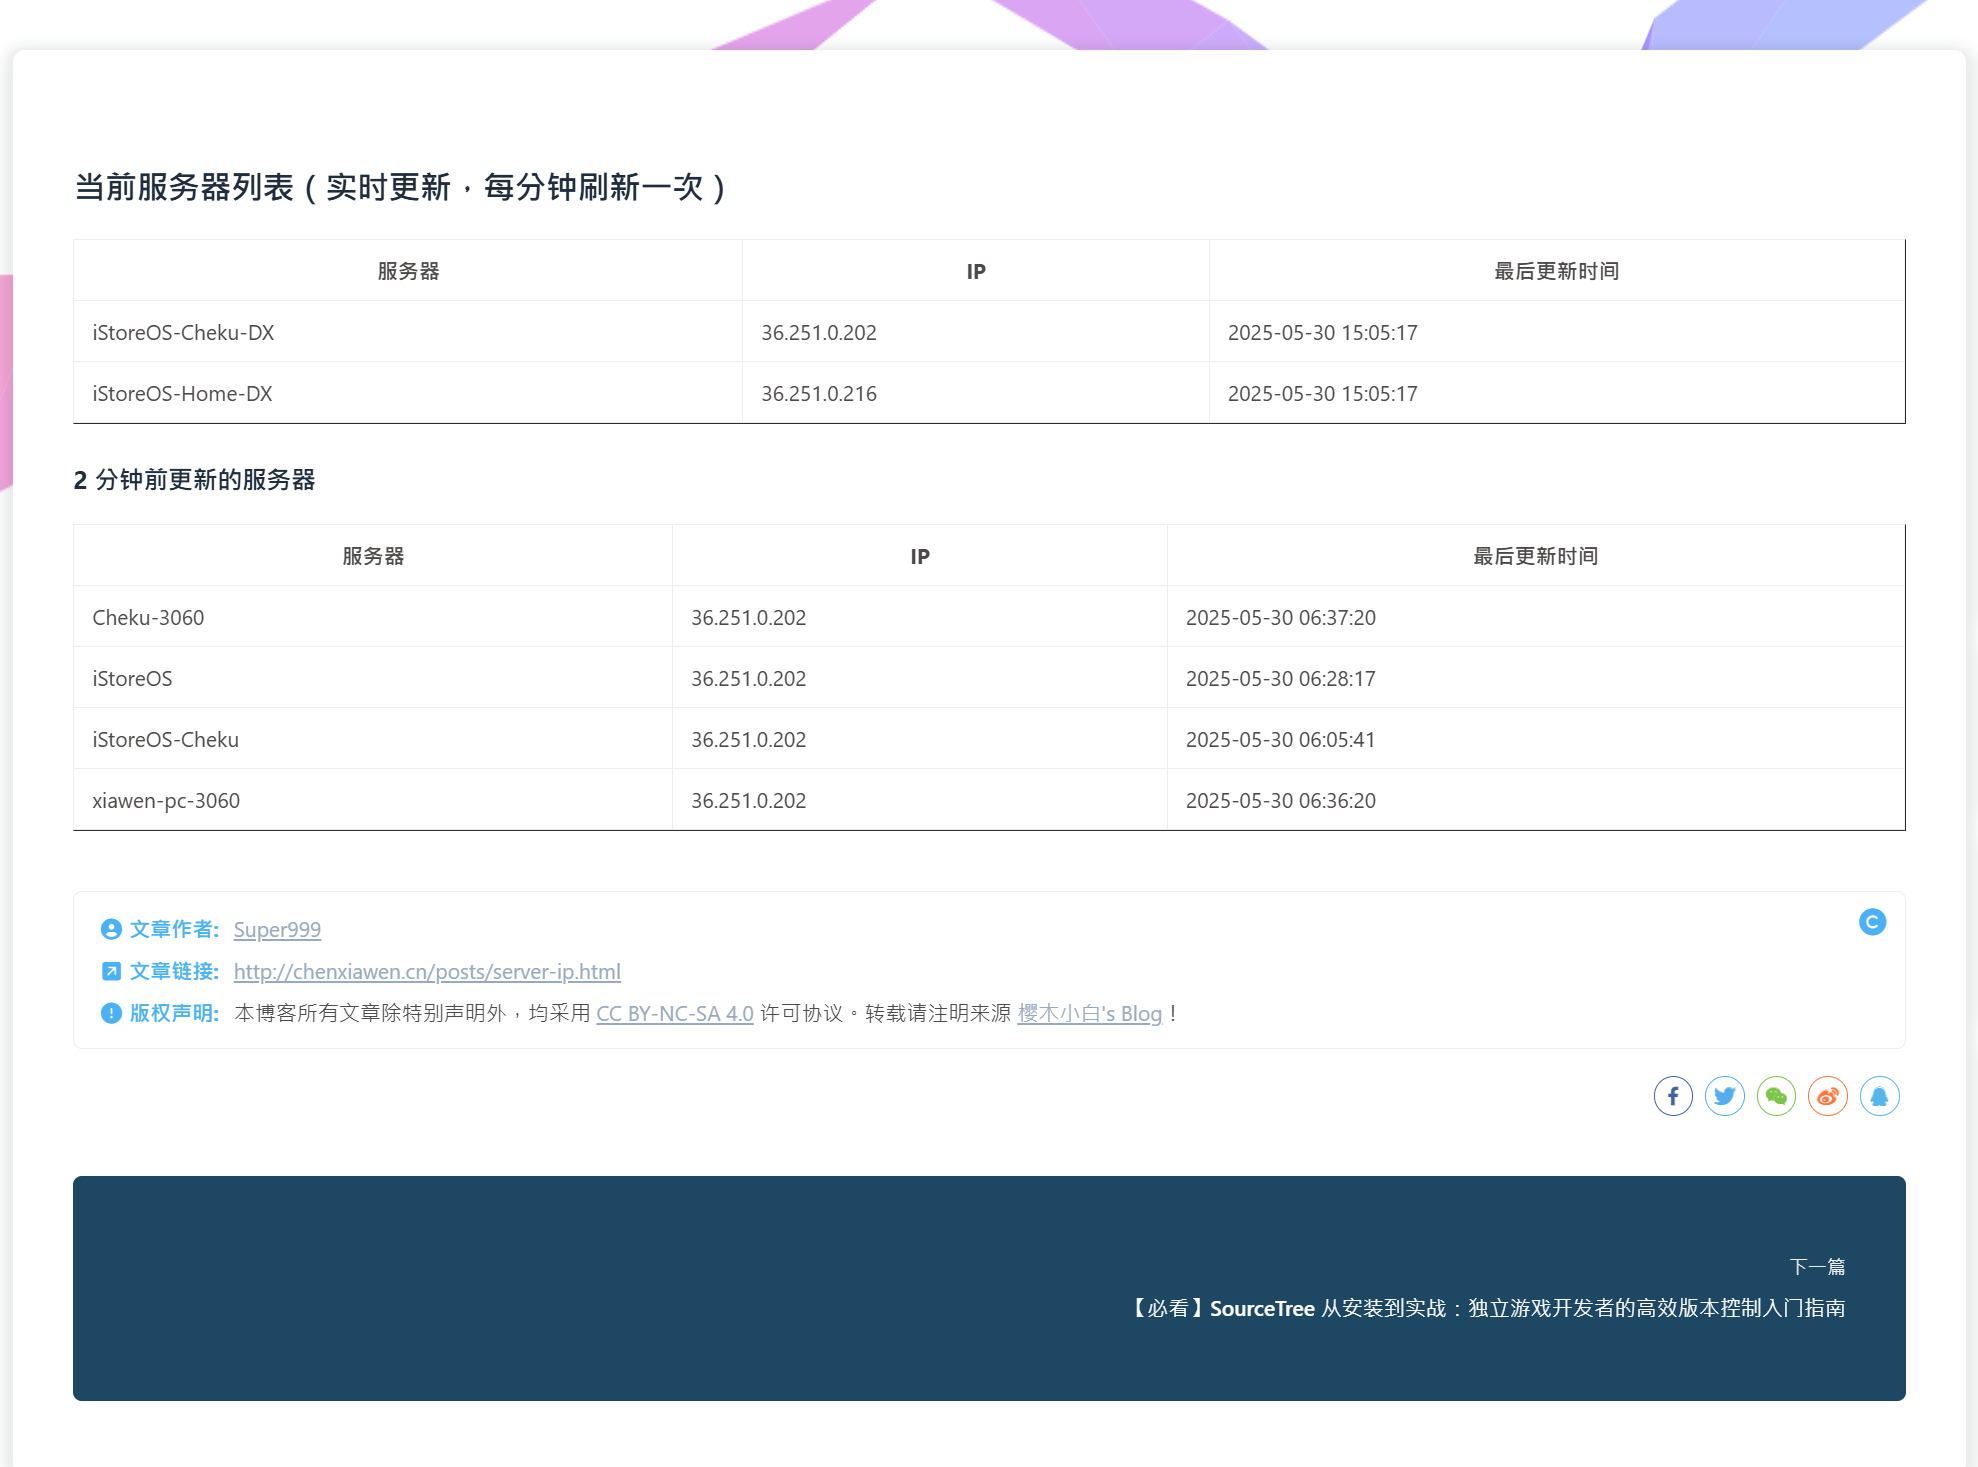 当前服务器列表（实时更新，每分钟刷新一次）
服务器 IP 最后更新时间
iStoreOS-Cheku-DX 36.251.0.202 2025-05-30 15:05:17
iStoreOS-Home-DX 36.251.0.216 2025-05-30 15:05:17
2 分钟前更新的服务器
服务器 IP 最后更新时间
Cheku-3060 36.251.0.202 2025-05-30 06:37:20
iStoreOS 36.251.0.202 2025-05-30 06:28:17
iStoreOS-Cheku 36.251.0.202 2025-05-30 06:05:41
xiawen-pc-3060 36.251.0.202 2025-05-30 06:36:20
文章作者: Super999
文章链接: http://chenxiawen.cn/posts/server-ip.html
版权声明: 本博客所有文章除特别声明外，均采用 CC BY-NC-SA 4.0 许可协议。转载请注明来源 樱木小白's Blog！
下一篇
【必看】SourceTree 从安装到实战：独立游戏开发者的高效版本控制入门指南